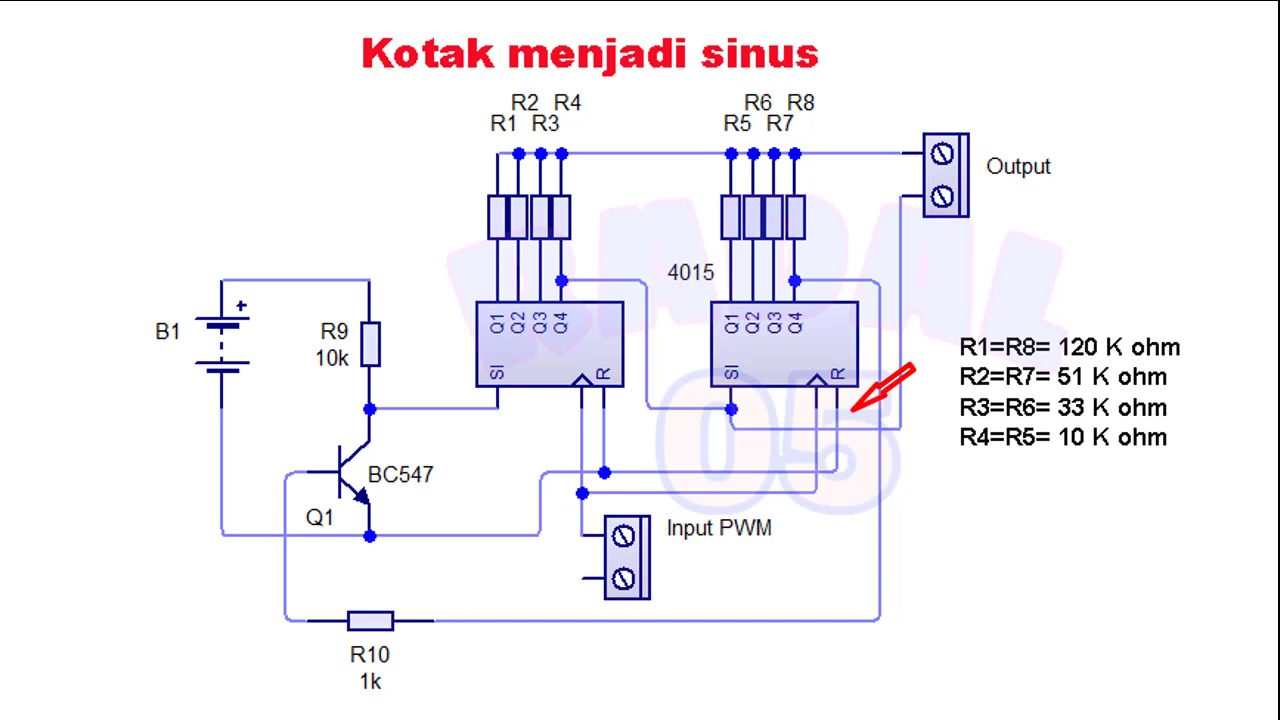 Kotak menjadi sinus
R2 R4
R1 R3
R6 R8
R5 R7
Output
4015
Q1 Q2 Q3 Q4
SI R
Q1 Q2 Q3 Q4
SI R
+
B1
R9
10k
R1=R8= 120 K ohm
R2=R7= 51 K ohm
R3=R6= 33 K ohm
R4=R5= 10 K ohm
BC547
Q1
Input PWM
R10
1k
RADAL
05